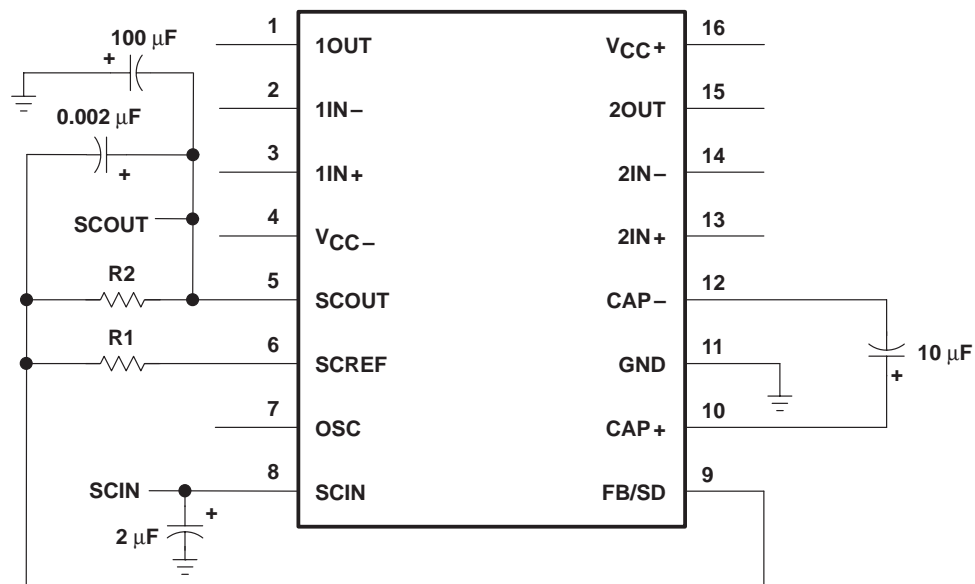 100 μF
+
0.002 μF
+
SCOUT
R2
R1
SCIN
+
2 μF
1
1OUT
2
1IN−
3
1IN+
4
VCC−
5
SCOUT
6
SCREF
7
OSC
8
SCIN
16
VCC+
15
2OUT
14
2IN−
13
2IN+
12
CAP−
11
GND
10
CAP+
9
FB/SD
10 μF
+